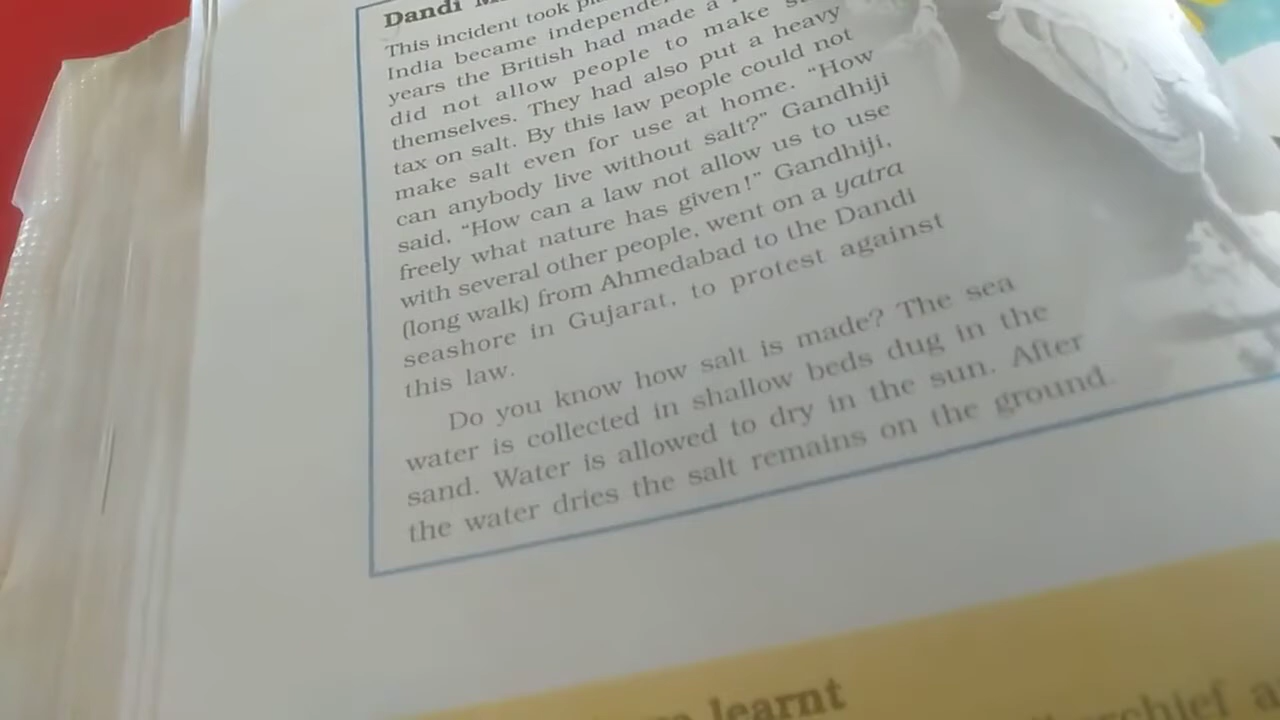 Dandi
This incident took
India became
years the British had made a
did not allow people to make
themselves. They had also put a heavy
tax on salt. By this law people could not
make salt even for use at home. “How
can anybody live without salt?” Gandhiji
said, “How can a law not allow us to use
freely what nature has given!” Gandhiji,
with several other people, went on a yatra
(long walk) from Ahmedabad to the Dandi
seashore in Gujarat, to protest against
this law.
Do you know how salt is made? The sea
water is collected in shallow beds dug in the
sand. Water is allowed to dry in the sun. After
the water dries the salt remains on the ground.
learnt